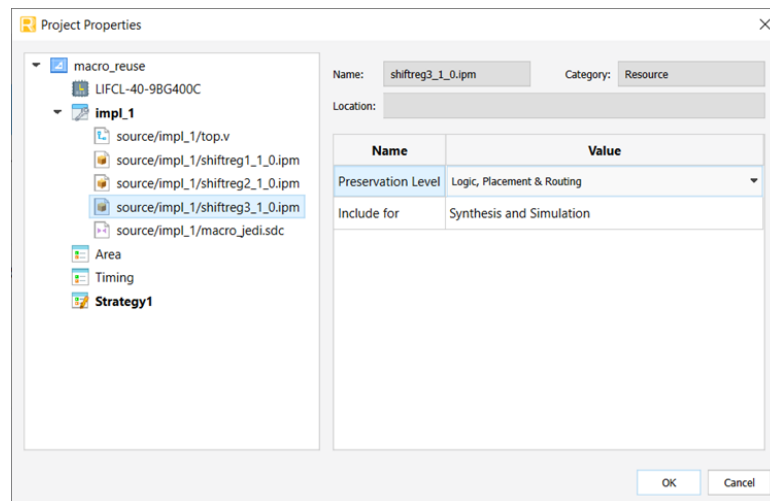 Project Properties
macro_reuse
LIFCL-40-9BG400C
impl_1
source/impl_1/top.v
source/impl_1/shiftreg1_1_0.ipm
source/impl_1/shiftreg2_1_0.ipm
source/impl_1/shiftreg3_1_0.ipm
source/impl_1/macro_jedi.sdc
Area
Timing
Strategy1
Name: shiftreg3_1_0.ipm Category: Resource
Location:
Name Value
Preservation Level Logic, Placement & Routing
Include for Synthesis and Simulation
OK Cancel